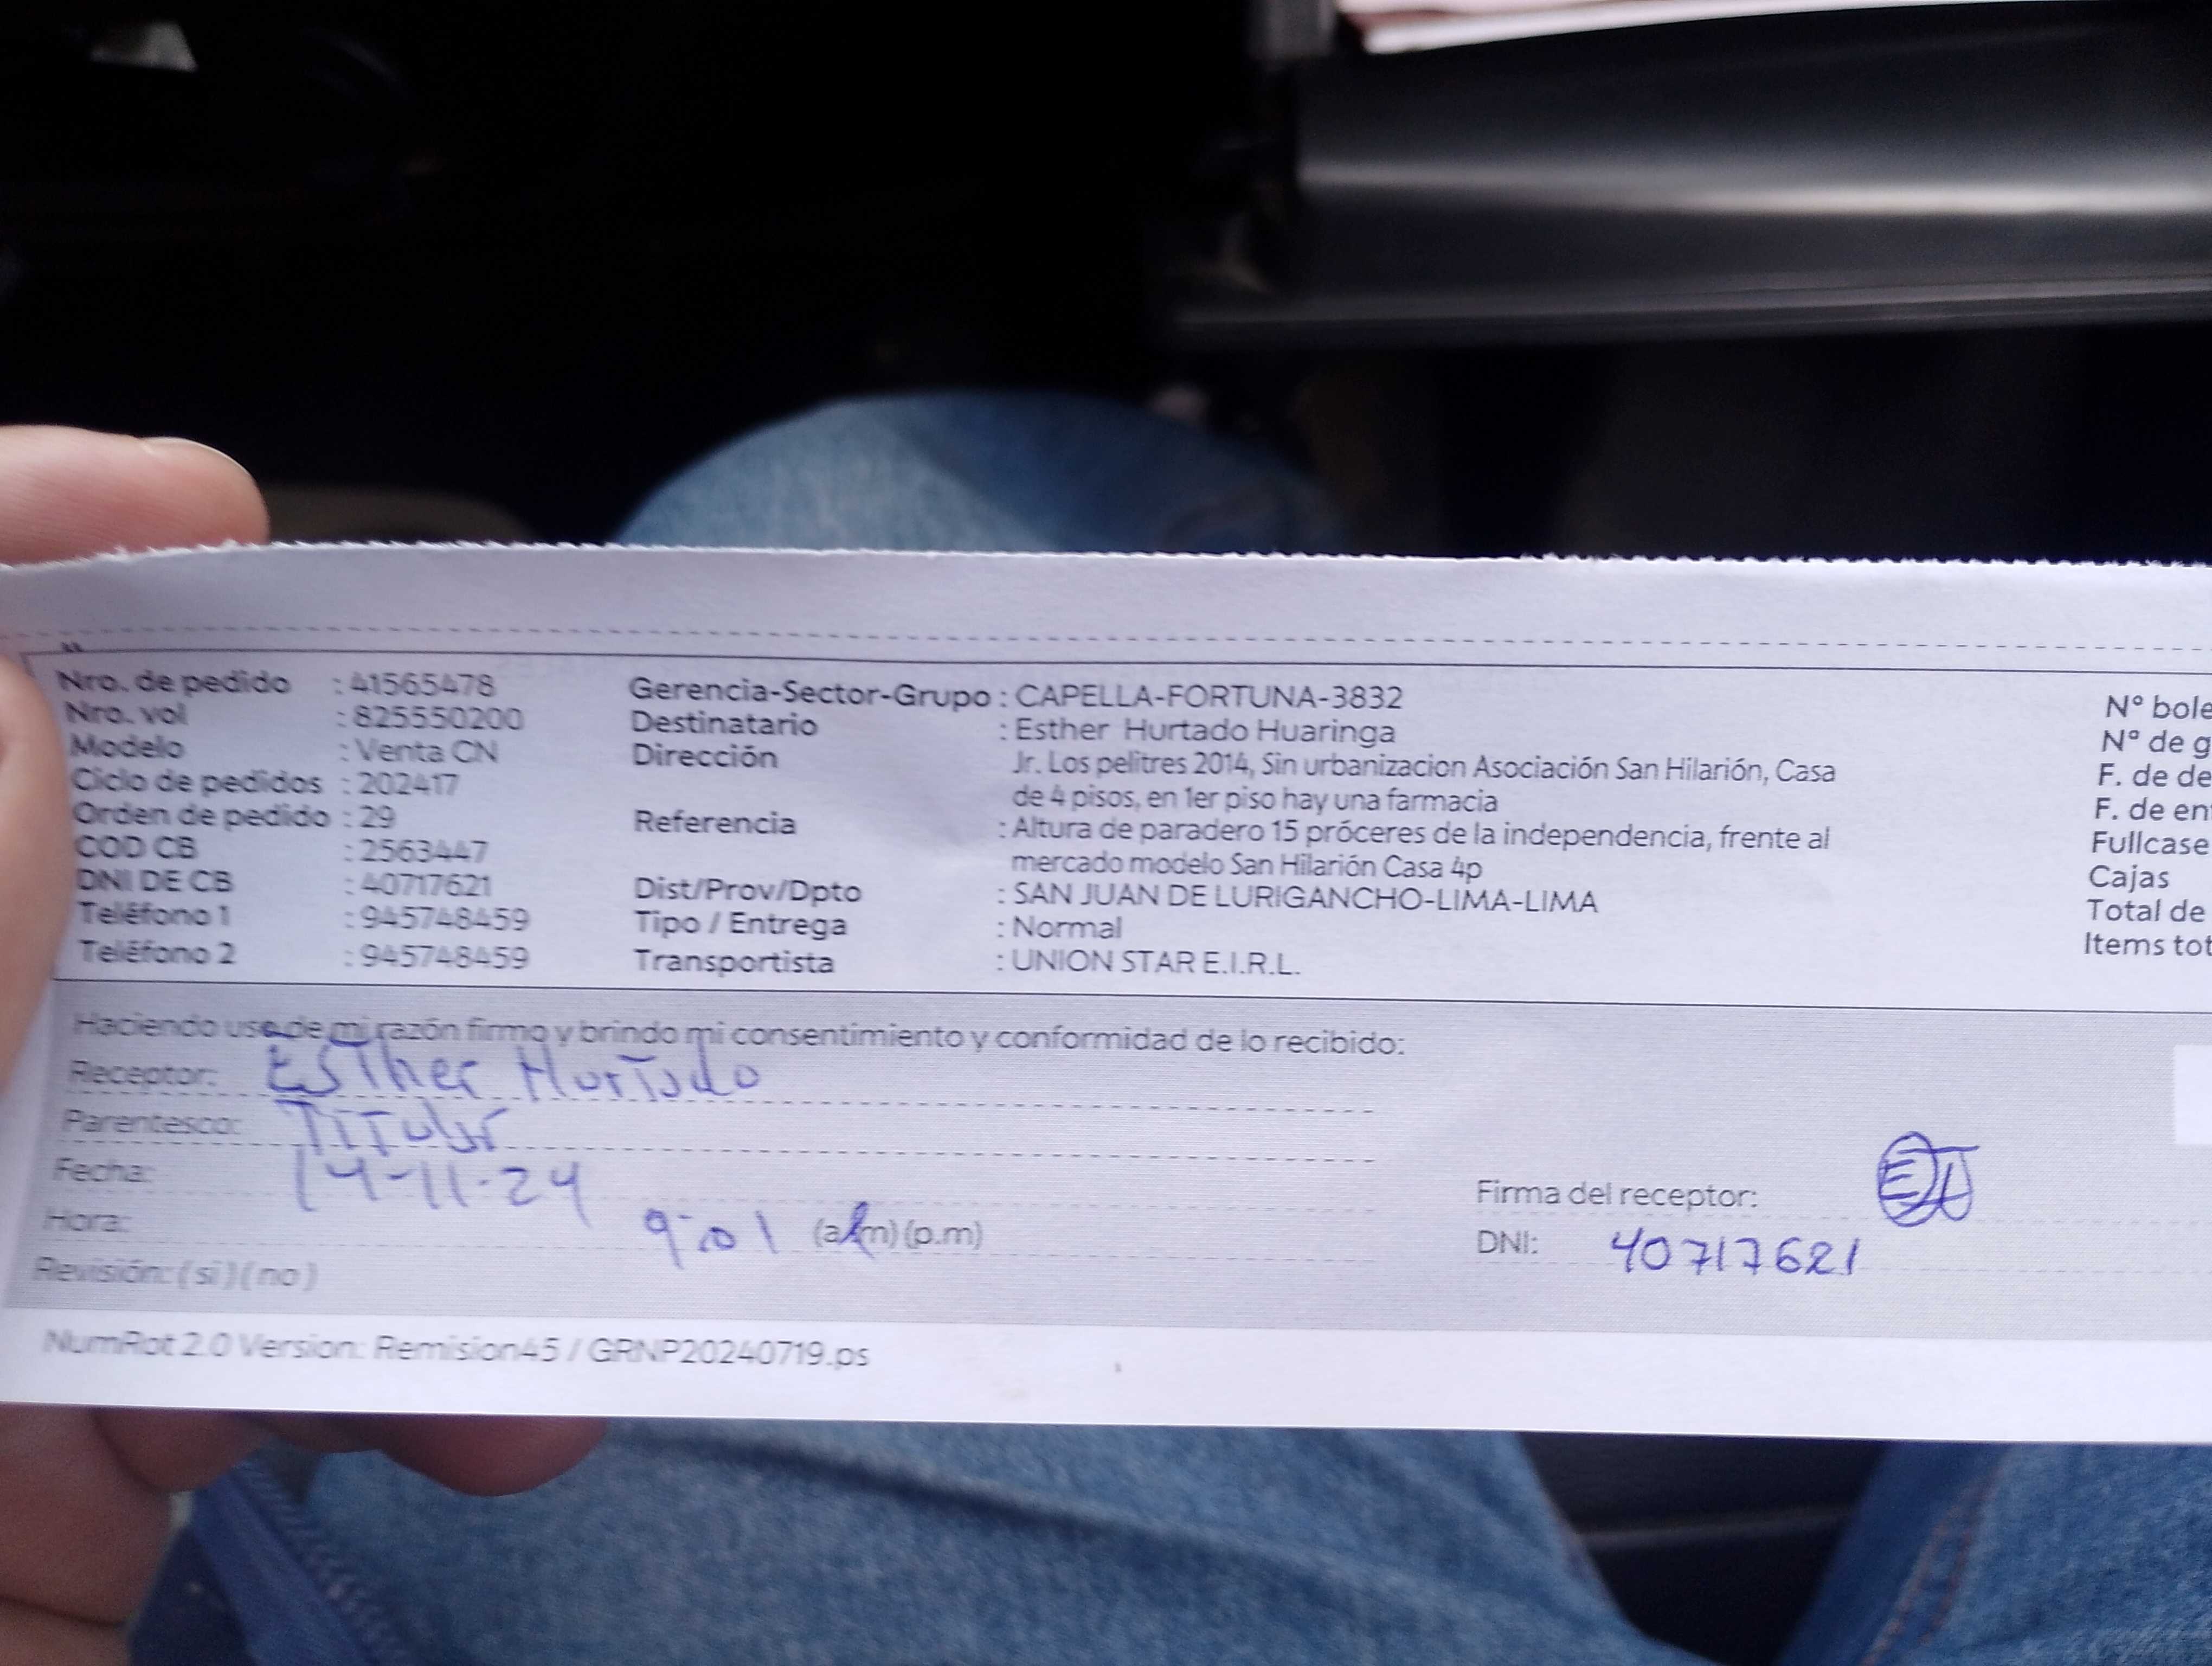 Nro. de pedido : 41565478
Nro. vol : 825550200
Modelo : Venta CN
Ciclo de pedidos : 202417
Orden de pedido : 29
COD CB : 2563447
DNI DE CB : 40717621
Teléfono 1 : 945748459
Teléfono 2 : 945748459
Gerencia-Sector-Grupo : CAPELLA-FORTUNA-3832
Destinatario : Esther Hurtado Huaringa
Dirección Jr. Los pelitres 2014, Sin urbanizacion Asociación San Hilarión, Casa
de 4 pisos, en 1er piso hay una farmacia
Referencia : Altura de paradero 15 próceres de la independencia, frente al
mercado modelo San Hilarión Casa 4p
Dist/Prov/Dpto : SAN JUAN DE LURIGANCHO-LIMA-LIMA
Tipo / Entrega : Normal
Transportista : UNION STAR E.I.R.L.
N° bole
N° de g
F. de de
F. de en
Fullcase
Cajas
Total de
Items tot
Haciendo uso de mi razón firmo y brindo mi consentimiento y conformidad de lo recibido:
Receptor: Esther Hurtado
Parentesco: Titular
Fecha: 14-11-24
Hora: 9:01 (a.m) (p.m)
Revisión: (si) (no)
Firma del receptor:
DNI: 40717621
NumRot 2.0 Version: Remision45 / GRNP20240719.ps